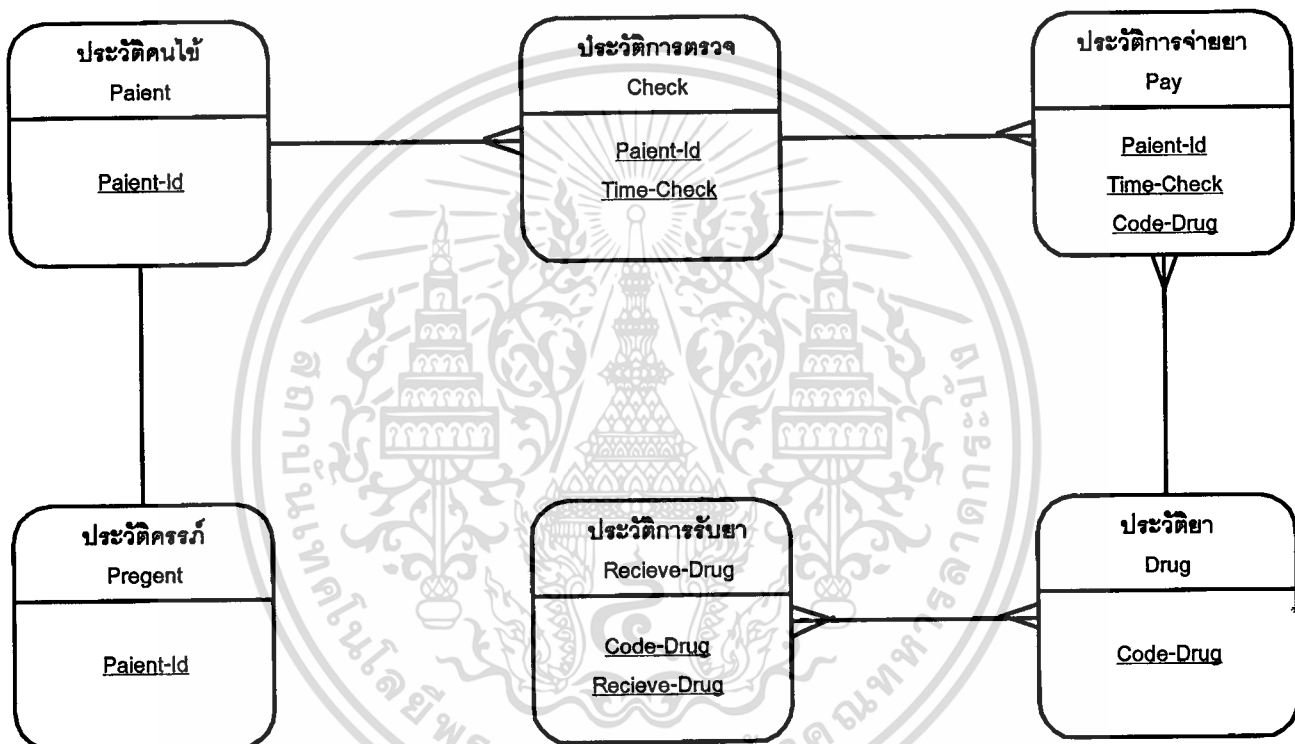 ประวัติคนไข้
Paient
Paient-Id
ประวัติการตรวจ
Check
Paient-Id
Time-Check
ประวัติการจ่ายยา
Pay
Paient-Id
Time-Check
Code-Drug
ประวัติครรภ์
Pregent
Paient-Id
ประวัติการรับยา
Recieve-Drug
Code-Drug
Recieve-Drug
ประวัติยา
Drug
Code-Drug